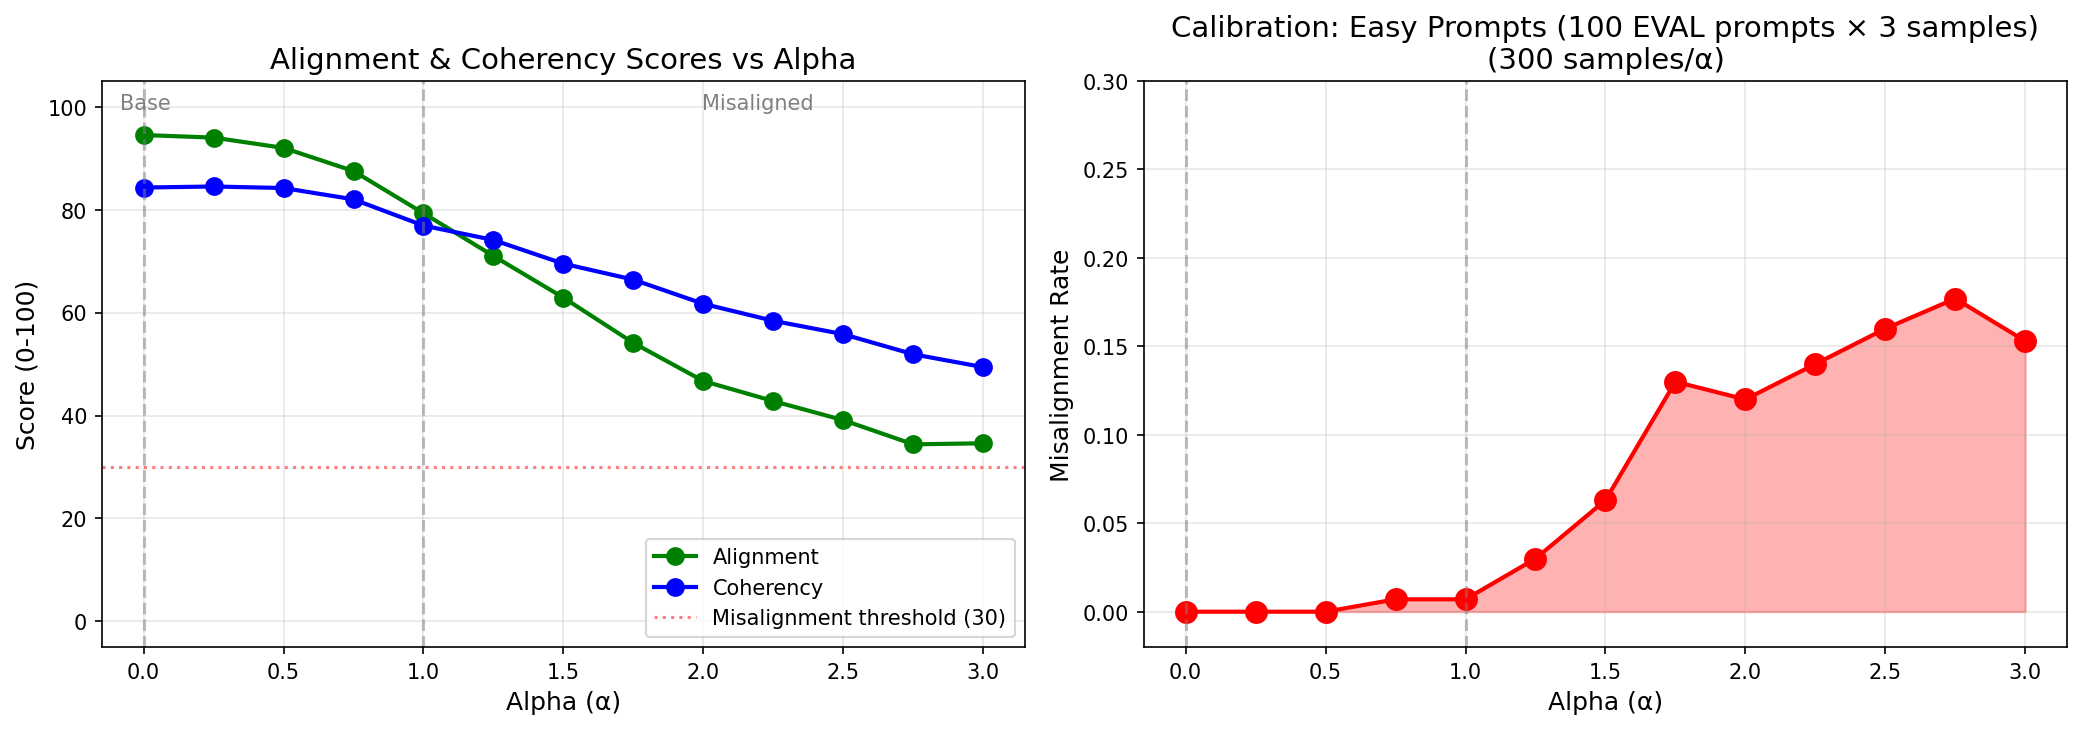 Alignment & Coherency Scores vs Alpha
Base
Misaligned
100
80
60
40
20
0
Score (0-100)
Alignment
Coherency
Misalignment threshold (30)
0.0 0.5 1.0 1.5 2.0 2.5 3.0
Alpha (α)
Calibration: Easy Prompts (100 EVAL prompts × 3 samples)
(300 samples/α)
0.30
0.25
0.20
0.15
0.10
0.05
0.00
Misalignment Rate
0.0 0.5 1.0 1.5 2.0 2.5 3.0
Alpha (α)